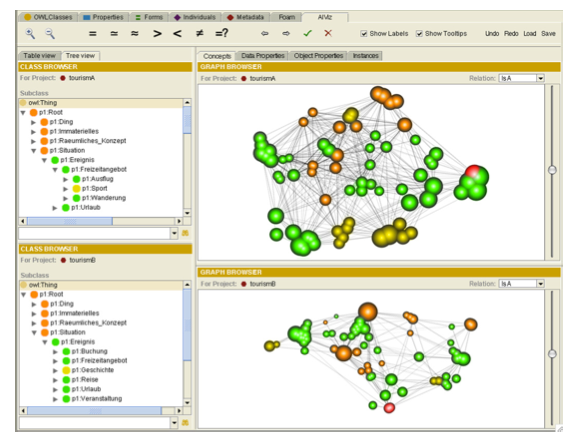 OWLClasses Properties Forms Individuals Metadata Foam AlViz
= ≃ ≈ > < ≠ =? Show Labels Show Tooltips Undo Redo Load Save
Table view Tree view
CLASS BROWSER
For Project: tourismA
Subclass
owl:Thing
p1:Root
p1:Ding
p1:Immaterielles
p1:Raeumliches_Konzept
p1:Situation
p1:Ereignis
p1:Freizeitangebot
p1:Ausflug
p1:Sport
p1:Wanderung
p1:Urlaub
Concepts Data Properties Object Properties Instances
GRAPH BROWSER
For Project: tourismA Relation: IsA
CLASS BROWSER
For Project: tourismB
Subclass
owl:Thing
p1:Root
p1:Ding
p1:Immaterielles
p1:Raeumliches_Konzept
p1:Situation
p1:Ereignis
p1:Buchung
p1:Freizeitangebot
p1:Geschichte
p1:Reise
p1:Urlaub
p1:Veranstaltung
GRAPH BROWSER
For Project: tourismB Relation: IsA